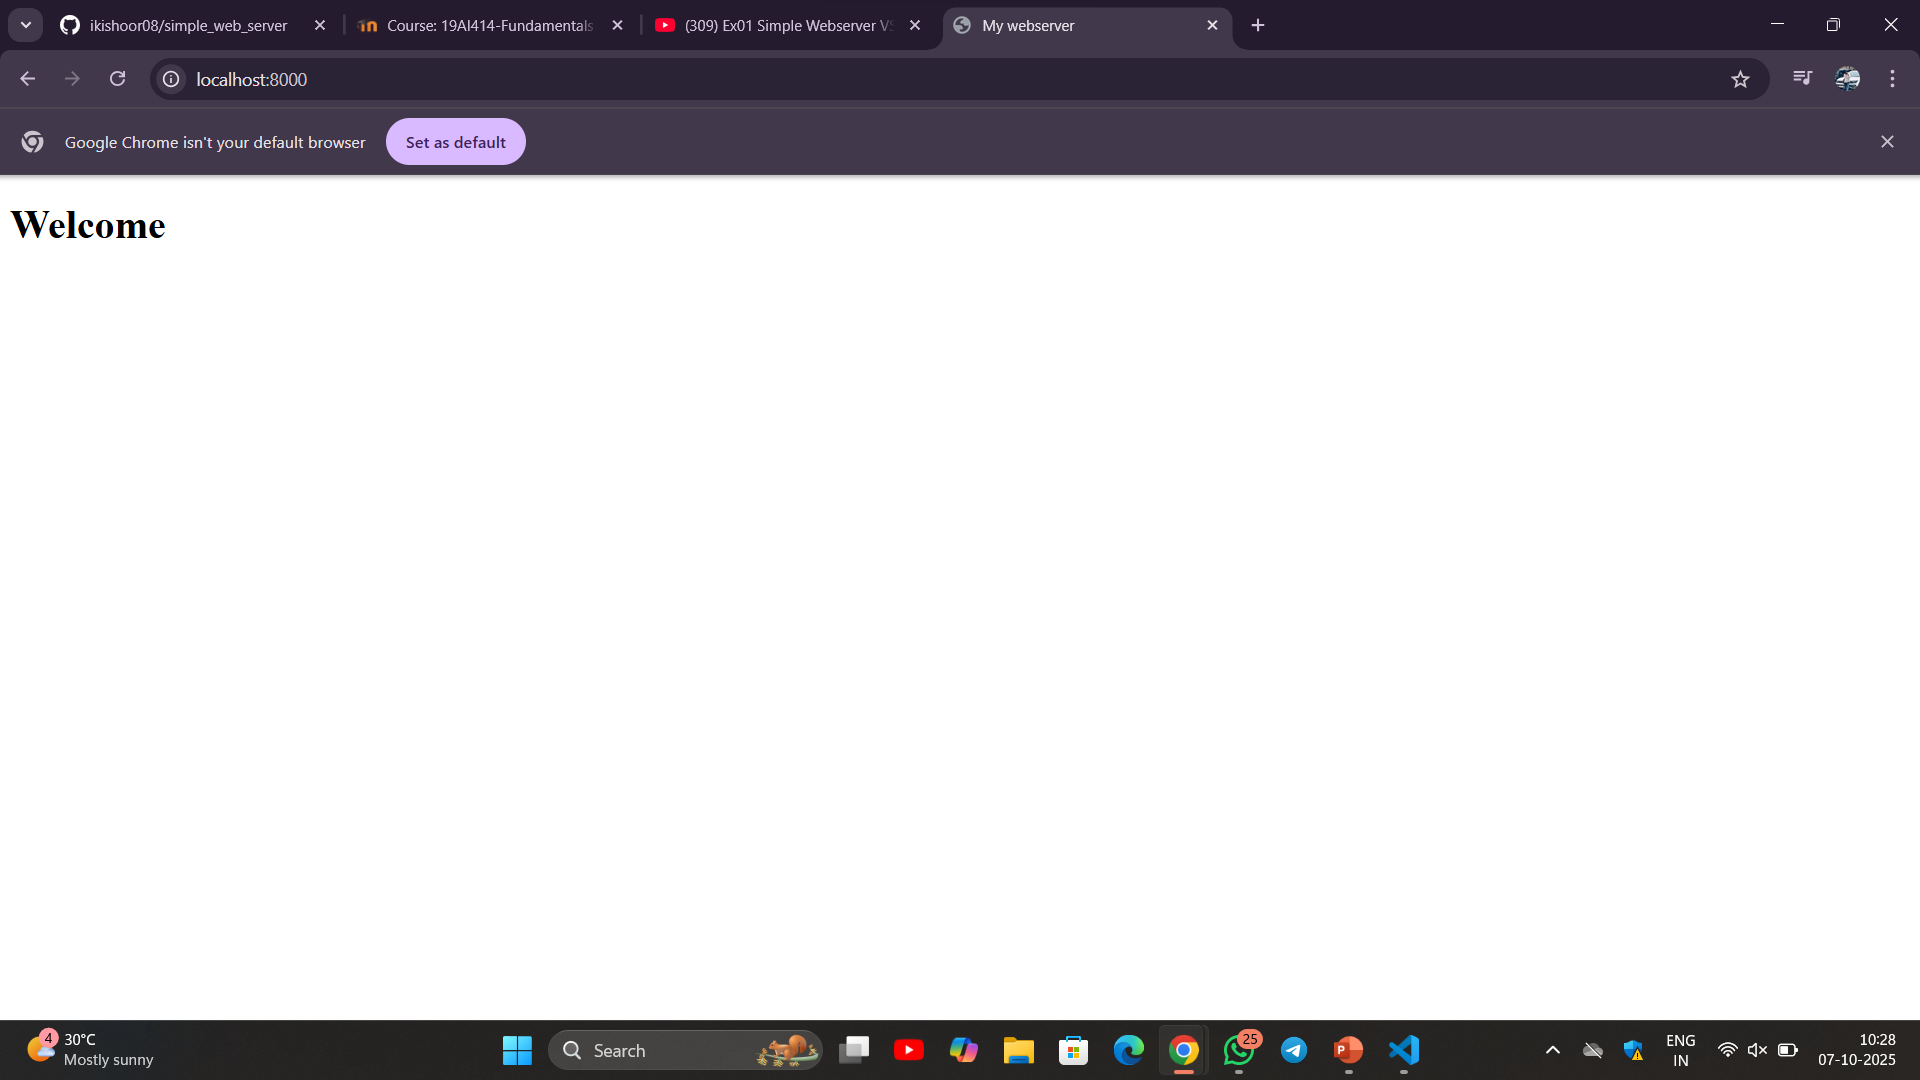 ikishoor08/simple_web_server
Course: 19AI414-Fundamentals
(309) Ex01 Simple Webserver VS
My webserver
localhost:8000
Google Chrome isn't your default browser
Set as default
Welcome
4
30°C
Mostly sunny
Search
25
P
ENG
IN
10:28
07-10-2025